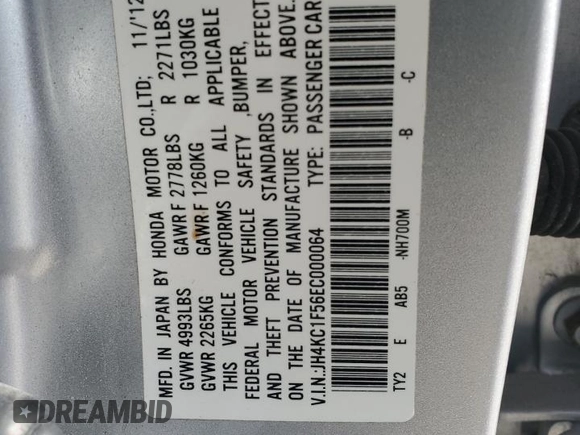 MFD. IN JAPAN BY HONDA MOTOR CO.,LTD; 11/'12
GVWR 4993LBS GAWR F 2778LBS R 2271LBS
GVWR 2265KG GAWR F 1260KG R 1030KG
THIS VEHICLE CONFORMS TO ALL APPLICABLE
FEDERAL MOTOR VEHICLE SAFETY ,BUMPER,
AND THEFT PREVENTION STANDARDS IN EFFECT
ON THE DATE OF MANUFACTURE SHOWN ABOVE.
V.I.N.:JH4KC1F56EC000064 TYPE: PASSENGER CAR
TY2 E AB5 -NH700M -B -C
DREAMBID